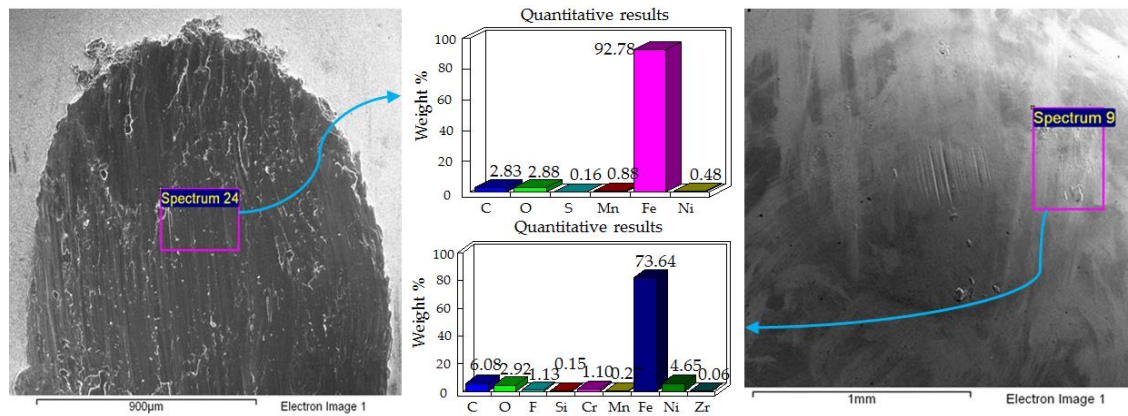 Spectrum 24
900µm
Electron Image 1
Quantitative results
Weight %
100
80
60
40
20
0
2.83
2.88
0.16
0.88
92.78
0.48
C O S Mn Fe Ni
Quantitative results
Weight %
100
80
60
40
20
0
6.08
2.92
1.13
0.15
1.10
73.64
4.65
0.06
C O F Si Cr Mn Fe Ni Zr
Spectrum 9
1mm
Electron Image 1